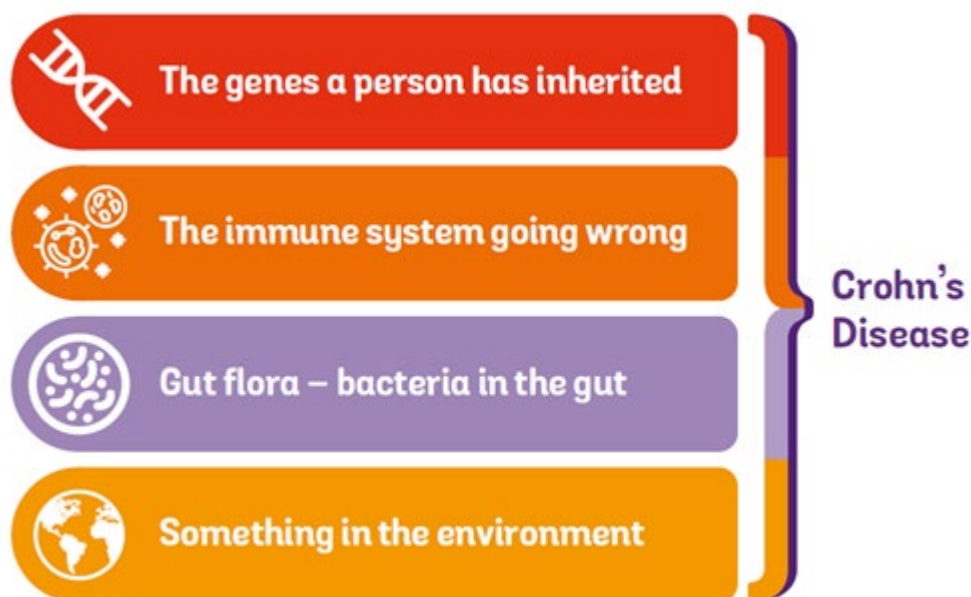 The genes a person has inherited
The immune system going wrong
Gut flora – bacteria in the gut
Something in the environment
Crohn's
Disease